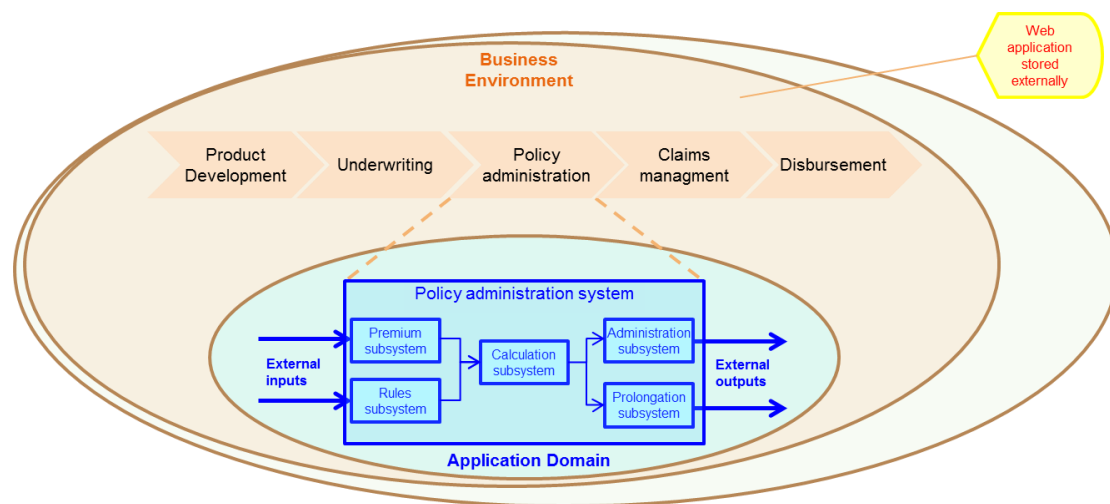 Web
application
stored
externally
Business
Environment
Product
Development
Underwriting
Policy
administration
Claims
managment
Disbursement
Policy administration system
Premium
subsystem
Administration
subsystem
Calculation
subsystem
External
inputs
External
outputs
Rules
subsystem
Prolongation
subsystem
Application Domain